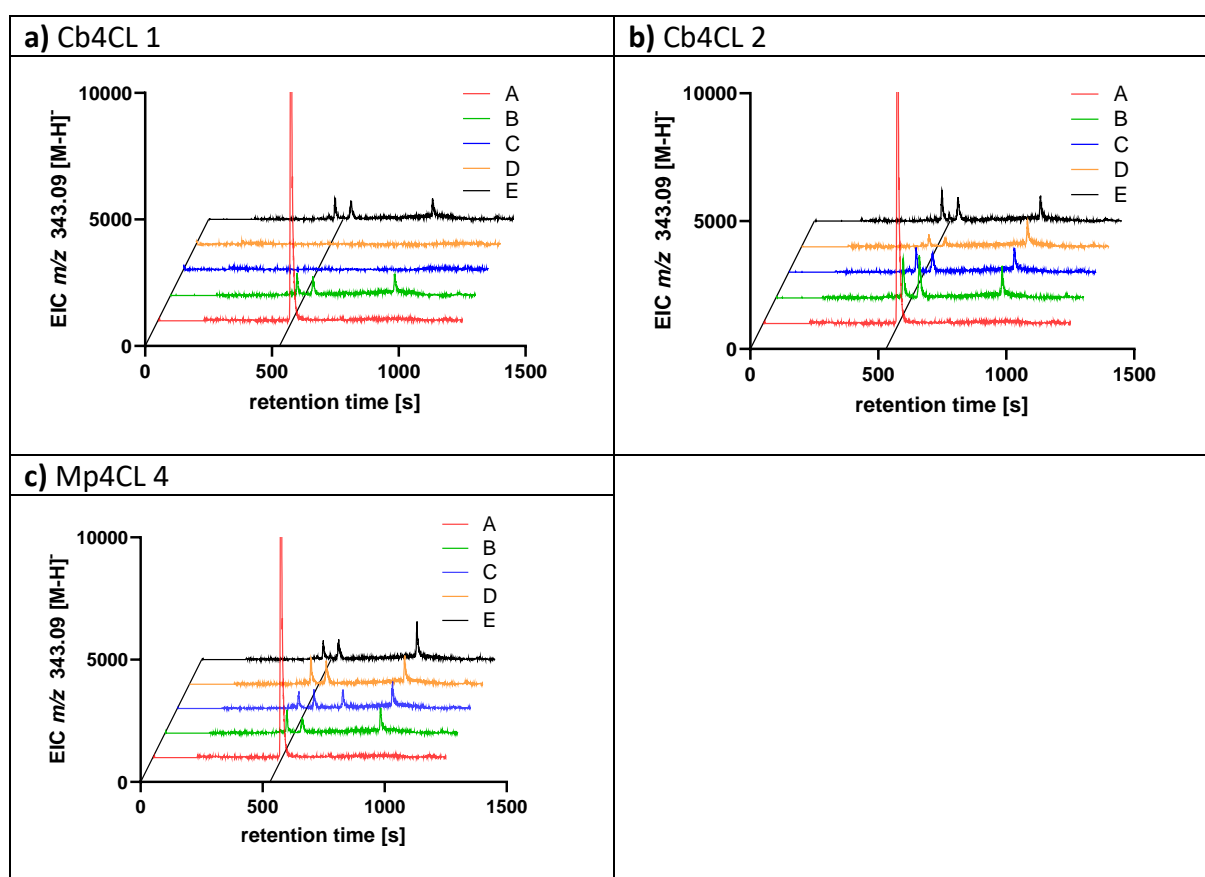 a) Cb4CL 1
b) Cb4CL 2
10000
5000
0
EIC m/z 343.09 [M-H]-
A
B
C
D
E
0 500 1000 1500
retention time [s]
10000
5000
0
EIC m/z 343.09 [M-H]-
A
B
C
D
E
0 500 1000 1500
retention time [s]
c) Mp4CL 4
10000
5000
0
EIC m/z 343.09 [M-H]-
A
B
C
D
E
0 500 1000 1500
retention time [s]